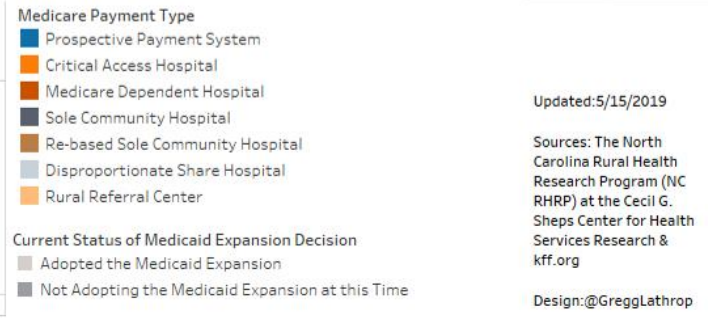 Medicare Payment Type
Prospective Payment System
Critical Access Hospital
Medicare Dependent Hospital
Sole Community Hospital
Re-based Sole Community Hospital
Disproportionate Share Hospital
Rural Referral Center
Current Status of Medicaid Expansion Decision
Adopted the Medicaid Expansion
Not Adopting the Medicaid Expansion at this Time
Updated:5/15/2019
Sources: The North
Carolina Rural Health
Research Program (NC
RHRP) at the Cecil G.
Sheps Center for Health
Services Research &
kff.org
Design:@GreggLathrop